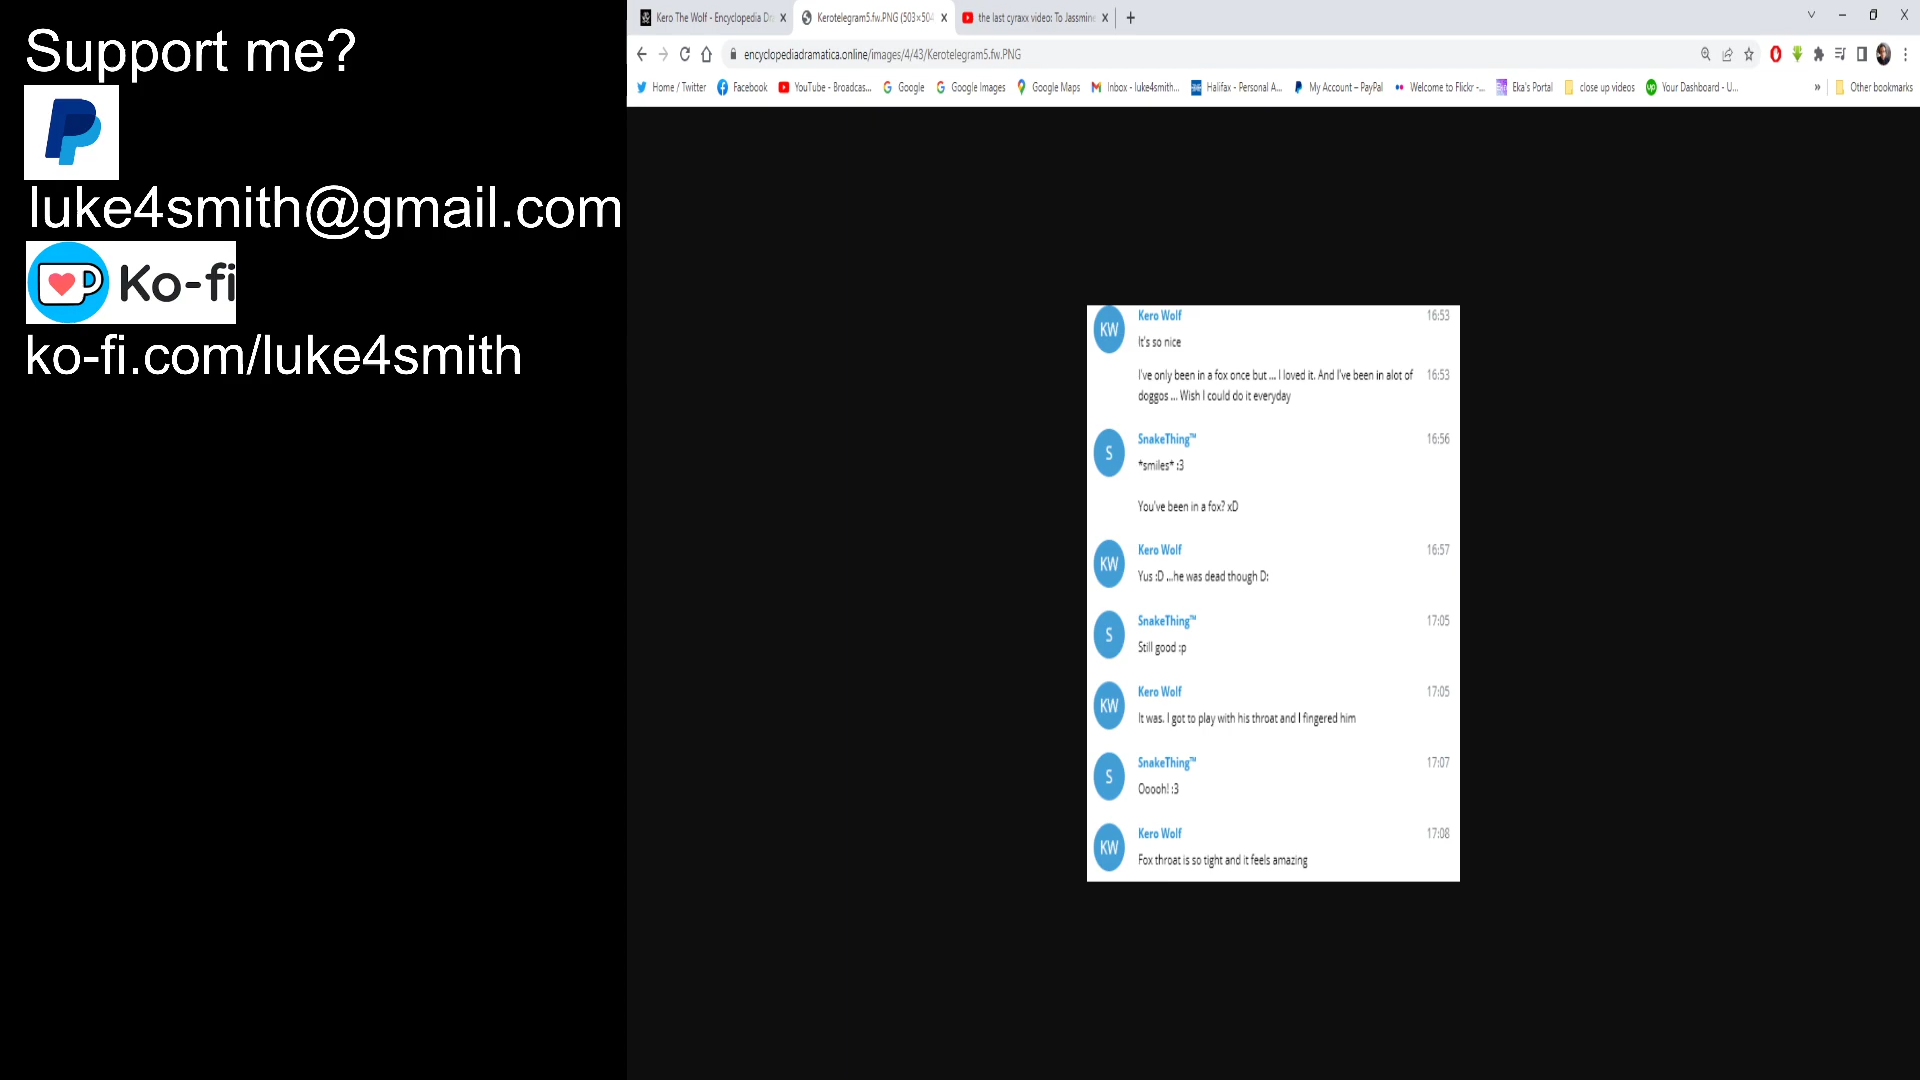 Support me?
luke4smith@gmail.com
Ko-fi
ko-fi.com/luke4smith
Kero The Wolf - Encyclopedia Dr
Kerotelegram5.fw.PNG (503×504
the last cyraxx video: To Jassmine
encyclopediadramatica.online/images/4/43/Kerotelegram5.fw.PNG
Home / Twitter
Facebook
YouTube - Broadcas...
Google
Google Images
Google Maps
Inbox - luke4smith...
Halifax - Personal A...
My Account – PayPal
Welcome to Flickr -...
Eka's Portal
close up videos
Your Dashboard - U...
»
Other bookmarks
KW
Kero Wolf 16:53
It's so nice
I've only been in a fox once but ... I loved it. And I've been in alot of 16:53
doggos ... Wish I could do it everyday
S
SnakeThing™ 16:56
*smiles* :3
You've been in a fox? xD
KW
Kero Wolf 16:57
Yus :D ...he was dead though D:
S
SnakeThing™ 17:05
Still good :p
KW
Kero Wolf 17:05
It was. I got to play with his throat and I fingered him
S
SnakeThing™ 17:07
Ooooh! :3
KW
Kero Wolf 17:08
Fox throat is so tight and it feels amazing